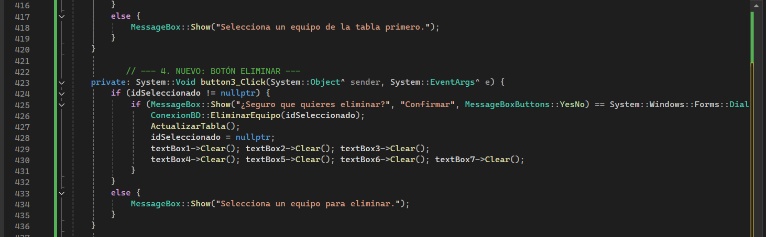 416 }
417 else {
418 MessageBox::Show("Selecciona un equipo de la tabla primero.");
419 }
420 }
421
422 // --- 4. NUEVO: BOTÓN ELIMINAR ---
423 private: System::Void button3_Click(System::Object^ sender, System::EventArgs^ e) {
424 if (idSeleccionado != nullptr) {
425 if (MessageBox::Show("¿Seguro que quieres eliminar?", "Confirmar", MessageBoxButtons::YesNo) == System::Windows::Forms::Dial
426 ConexionBD::EliminarEquipo(idSeleccionado);
427 ActualizarTabla();
428 idSeleccionado = nullptr;
429 textBox1->Clear(); textBox2->Clear(); textBox3->Clear();
430 textBox4->Clear(); textBox5->Clear(); textBox6->Clear(); textBox7->Clear();
431 }
432 }
433 else {
434 MessageBox::Show("Selecciona un equipo para eliminar.");
435 }
436 }